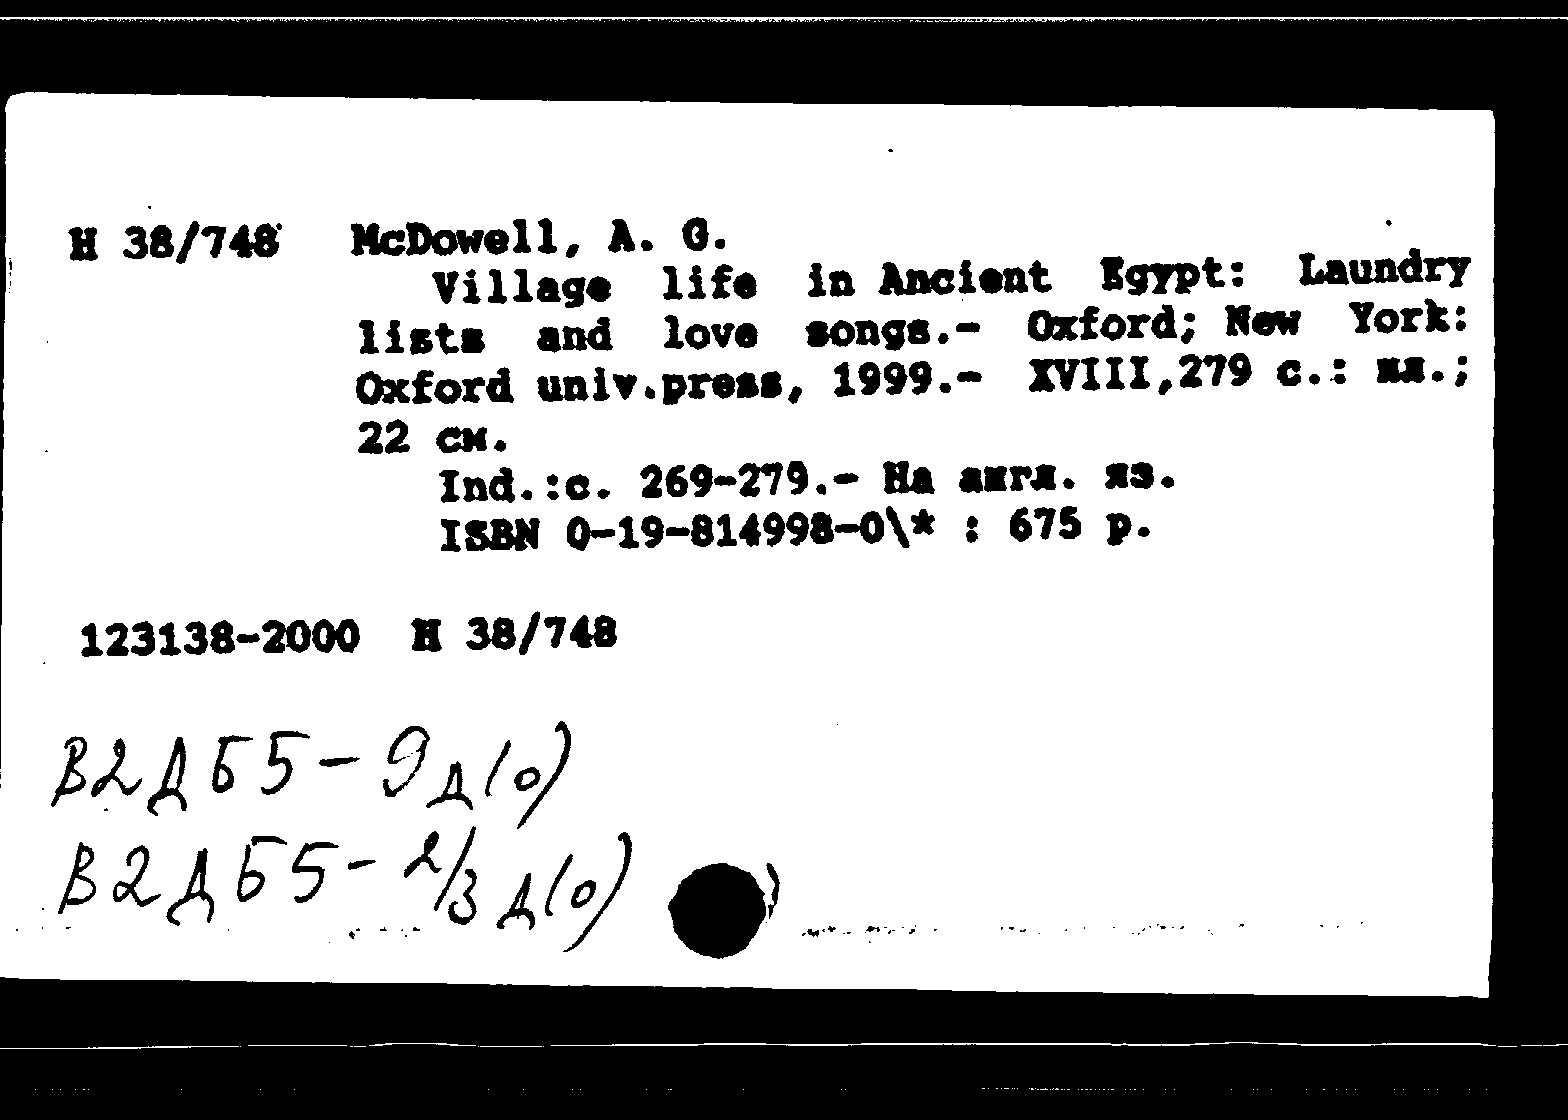 Н 38/748 McDowell, A. G.
Village life in Ancient Egypt: Laundry
lists and love songs.- Oxford; New York:
Oxford univ.press, 1999.- XVIII,279 с.: ил.;
22 см.
Ind.:с. 269-279.- На англ. яз.
ISBN 0-19-814998-0\* : 675 р.
123138-2000 Н 38/748
В2ДБ5-9Д(0)
В2ДБ5-2/3Д(0)